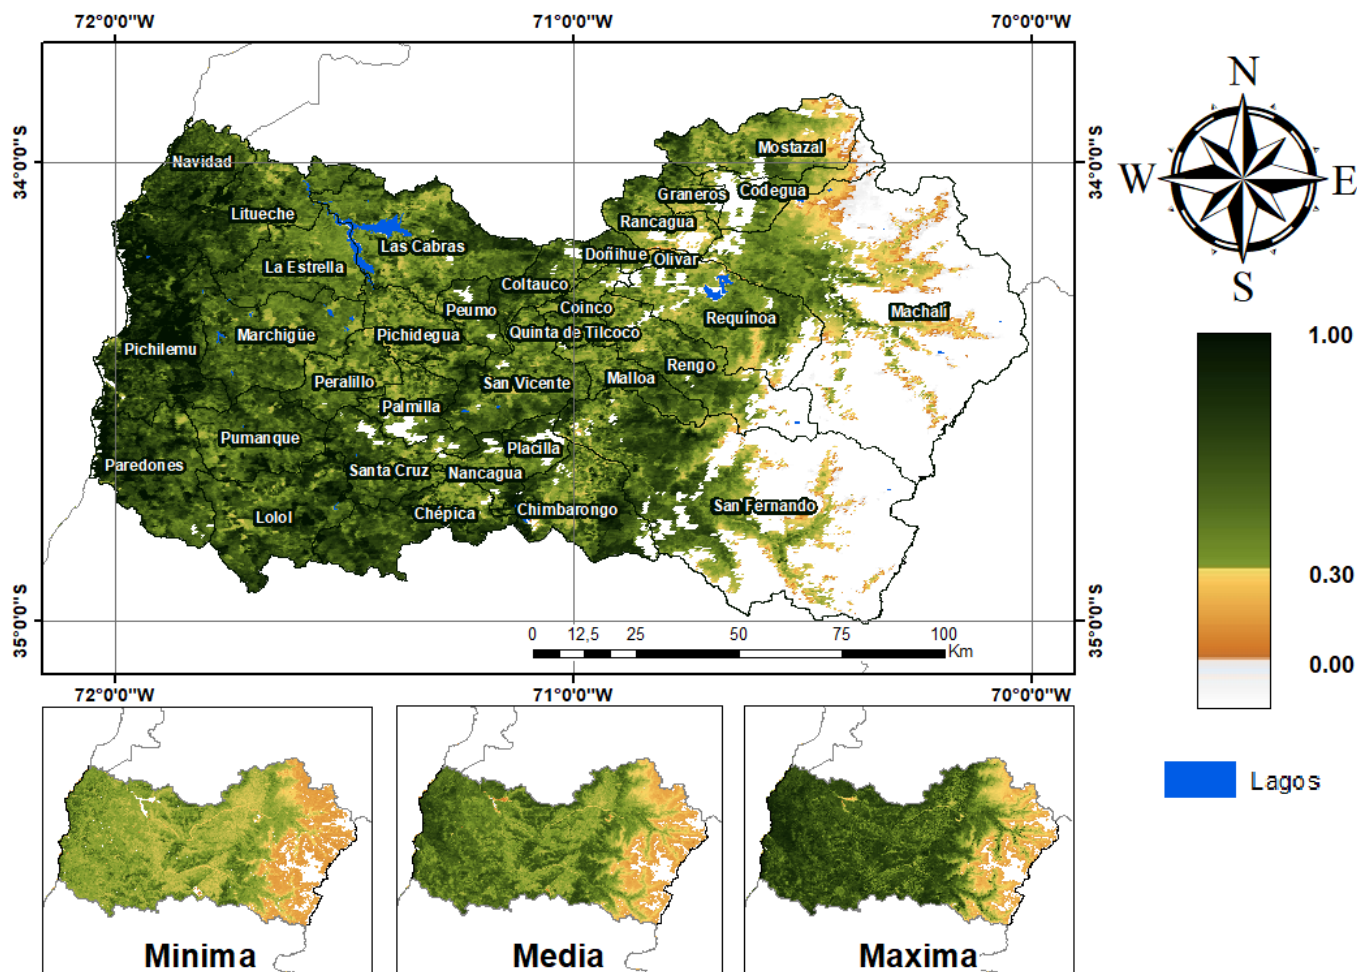 72°0'0"W
71°0'0"W
70°0'0"W
34°0'0"S
34°0'0"S
35°0'0"S
35°0'0"S
Navidad
Litueche
La Estrella
Las Cabras
Marchigüe
Pichilemu
Pichidegua
Peumo
Coltauco
Coinco
Quinta de Tilcoco
Peralillo
San Vicente
Malloa
Palmilla
Pumanque
Paredones
Santa Cruz
Nancagua
Placilla
Lolol
Chépica
Chimbarongo
Mostazal
Graneros
Codegua
Rancagua
Doñihue
Olivar
Requínoa
Machalí
Rengo
San Fernando
0 12,5 25 50 75 100
Km
72°0'0"W
71°0'0"W
70°0'0"W
N
W
E
S
1.00
0.30
0.00
Lagos
Minima
Media
Maxima